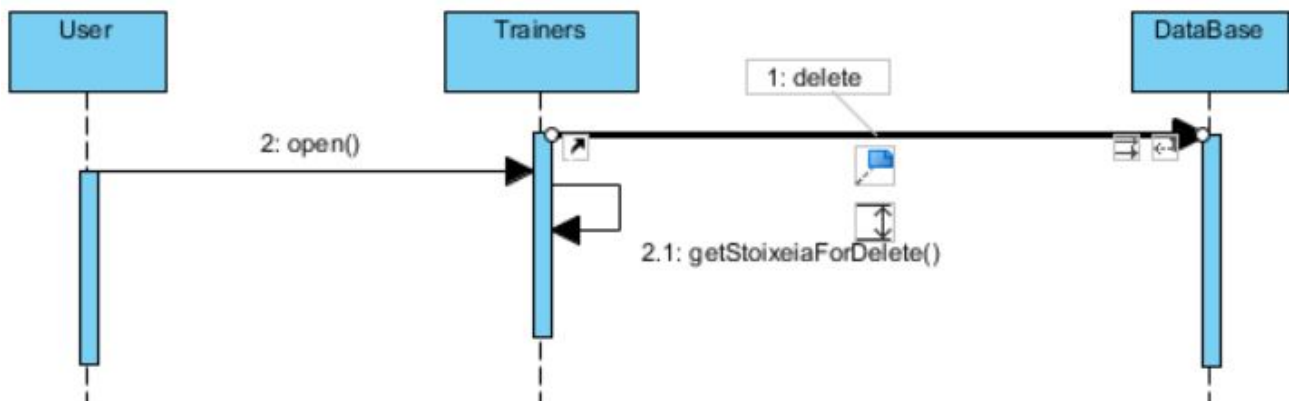 User
Trainers
DataBase
1: delete
2: open()
2.1: getStoixeiaForDelete()